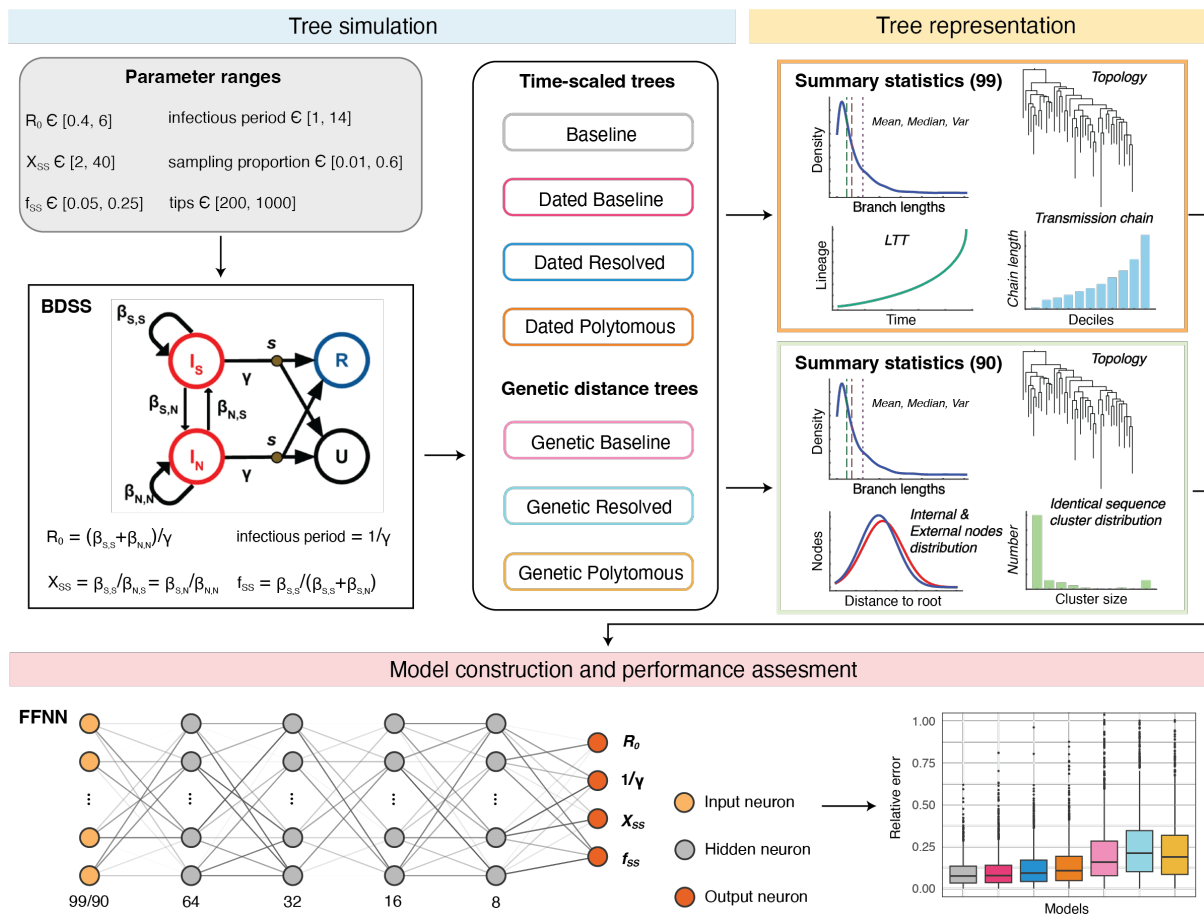 Tree simulation
Tree representation
Parameter ranges
R₀ Є [0.4, 6]
infectious period Є [1, 14]
X_SS Є [2, 40]
sampling proportion Є [0.01, 0.6]
f_SS Є [0.05, 0.25]
tips Є [200, 1000]
BDSS
β_S,S
I_S
s
γ
R
β_S,N
β_N,S
I_N
s
γ
U
β_N,N
R₀ = (β_S,S+β_N,N)/γ
infectious period = 1/γ
X_SS = β_S,S/β_N,S = β_S,N/β_N,N
f_SS = β_S,S/(β_S,S+β_S,N)
Time-scaled trees
Baseline
Dated Baseline
Dated Resolved
Dated Polytomous
Genetic distance trees
Genetic Baseline
Genetic Resolved
Genetic Polytomous
Summary statistics (99)
Topology
Mean, Median, Var
Density
Branch lengths
LTT
Lineage
Time
Transmission chain
Chain length
Deciles
Summary statistics (90)
Topology
Mean, Median, Var
Density
Branch lengths
Internal &
External nodes
distribution
Nodes
Distance to root
Identical sequence
cluster distribution
Number
Cluster size
Model construction and performance assesment
FFNN
99/90
64
32
16
8
R₀
1/γ
X_SS
f_SS
Input neuron
Hidden neuron
Output neuron
Relative error
1.00
0.75
0.50
0.25
0.00
Models